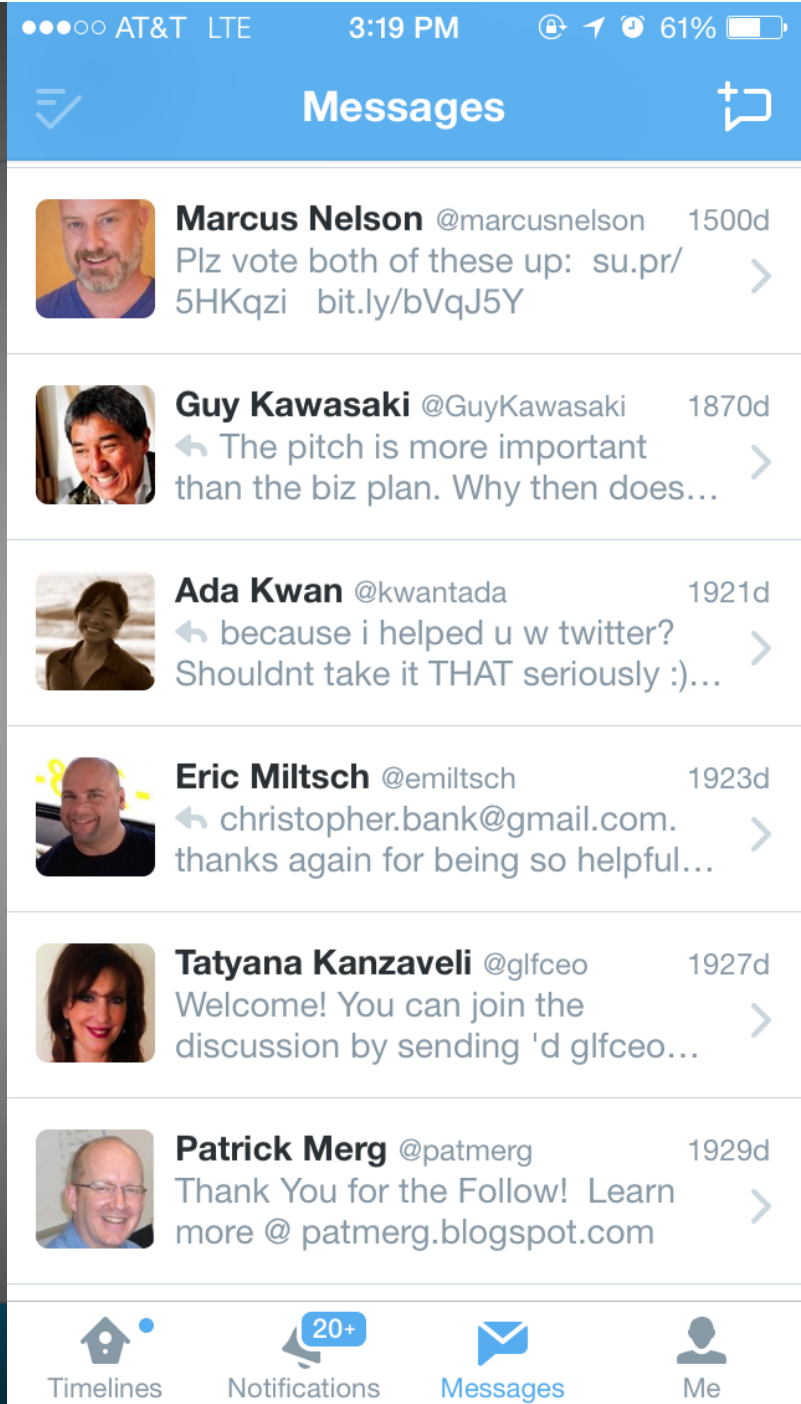 AT&T LTE 3:19 PM 61%
Messages
Marcus Nelson @marcusnelson 1500d
Plz vote both of these up:  su.pr/
5HKqzi   bit.ly/bVqJ5Y
Guy Kawasaki @GuyKawasaki 1870d
The pitch is more important
than the biz plan. Why then does...
Ada Kwan @kwantada 1921d
because i helped u w twitter?
Shouldnt take it THAT seriously :)...
Eric Miltsch @emiltsch 1923d
christopher.bank@gmail.com.
thanks again for being so helpful...
Tatyana Kanzaveli @glfceo 1927d
Welcome! You can join the
discussion by sending 'd glfceo...
Patrick Merg @patmerg 1929d
Thank You for the Follow!  Learn
more @ patmerg.blogspot.com
20+
Timelines Notifications Messages Me